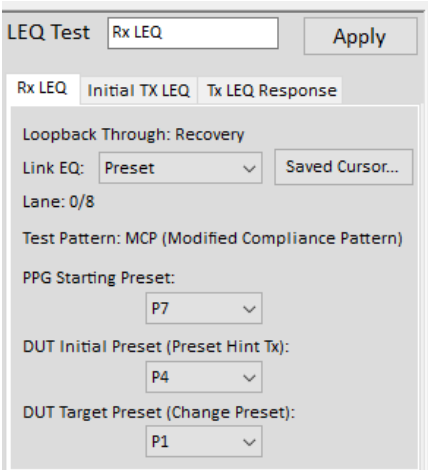 LEQ Test Rx LEQ Apply
Rx LEQ Initial TX LEQ Tx LEQ Response
Loopback Through: Recovery
Link EQ: Preset Saved Cursor...
Lane: 0/8
Test Pattern: MCP (Modified Compliance Pattern)
PPG Starting Preset:
P7
DUT Initial Preset (Preset Hint Tx):
P4
DUT Target Preset (Change Preset):
P1